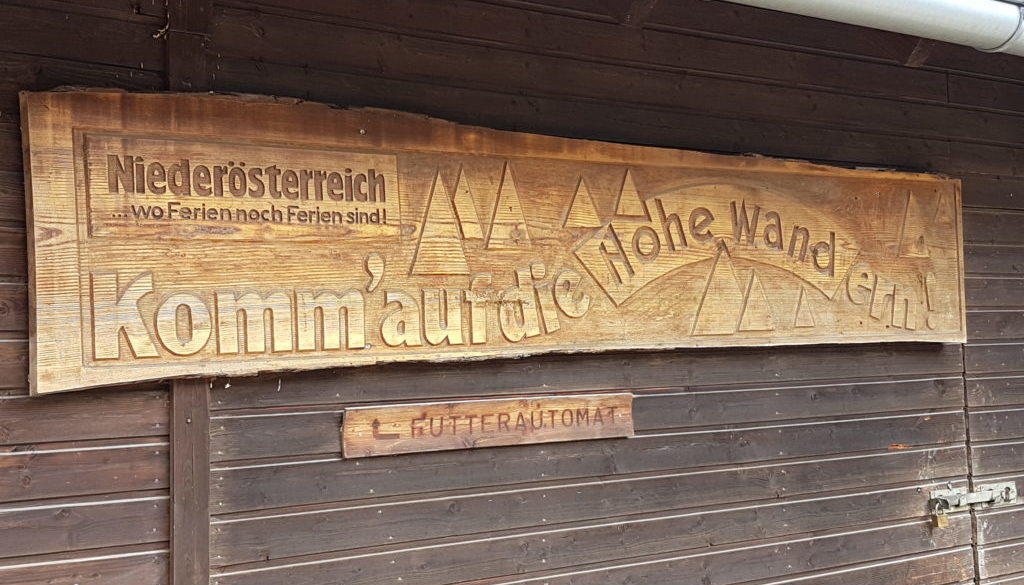 Niederösterreich
...wo Ferien noch Ferien sind!
Komm' auf die Hohe Wandern!
FUTTERAUTOMAT